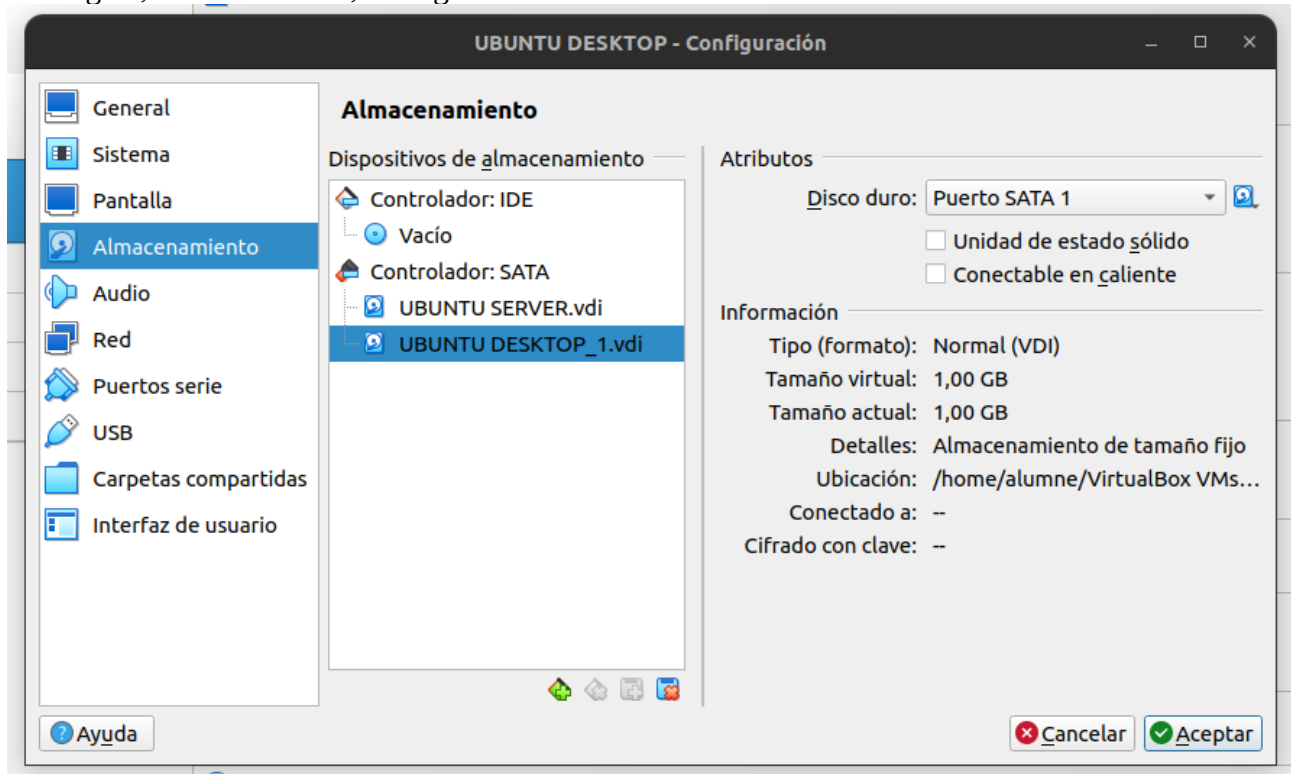 UBUNTU DESKTOP - Configuración
General
Sistema
Pantalla
Almacenamiento
Audio
Red
Puertos serie
USB
Carpetas compartidas
Interfaz de usuario
Almacenamiento
Dispositivos de almacenamiento
Controlador: IDE
Vacío
Controlador: SATA
UBUNTU SERVER.vdi
UBUNTU DESKTOP_1.vdi
Atributos
Disco duro: Puerto SATA 1
Unidad de estado sólido
Conectable en caliente
Información
Tipo (formato): Normal (VDI)
Tamaño virtual: 1,00 GB
Tamaño actual: 1,00 GB
Detalles: Almacenamiento de tamaño fijo
Ubicación: /home/alumne/VirtualBox VMs...
Conectado a: --
Cifrado con clave: --
Ayuda
Cancelar
Aceptar